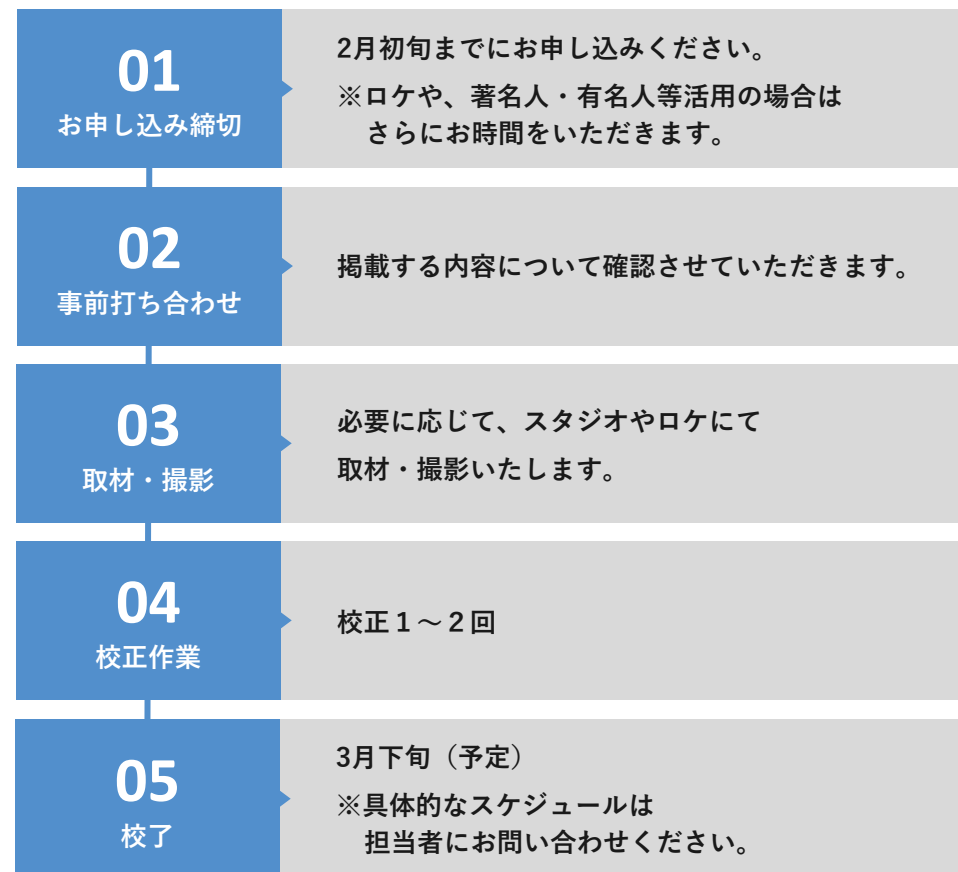 01
お申し込み締切
2月初旬までにお申し込みください。
※ロケや、著名人・有名人等活用の場合は
さらにお時間をいただきます。
02
事前打ち合わせ
掲載する内容について確認させていただきます。
03
取材・撮影
必要に応じて、スタジオやロケにて
取材・撮影いたします。
04
校正作業
校正１～２回
05
校了
3月下旬（予定）
※具体的なスケジュールは
担当者にお問い合わせください。